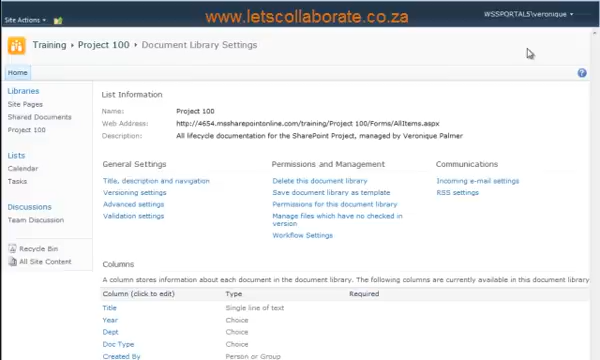 www.letscollaborate.co.za
Site Actions
WSSPORTAL5\veronique
Training › Project 100 › Document Library Settings
Home
Libraries
Site Pages
Shared Documents
Project 100
Lists
Calendar
Tasks
Discussions
Team Discussion
Recycle Bin
All Site Content
List Information
Name: Project 100
Web Address: http://4654.mssharepointonline.com/training/Project 100/Forms/AllItems.aspx
Description: All lifecycle documentation for the SharePoint Project, managed by Veronique Palmer
General Settings
Title, description and navigation
Versioning settings
Advanced settings
Validation settings
Permissions and Management
Delete this document library
Save document library as template
Permissions for this document library
Manage files which have no checked in
version
Workflow Settings
Communications
Incoming e-mail settings
RSS settings
Columns
A column stores information about each document in the document library. The following columns are currently available in this document library
Column (click to edit) Type Required
Title Single line of text
Year Choice
Dept Choice
Doc Type Choice
Created By Person or Group